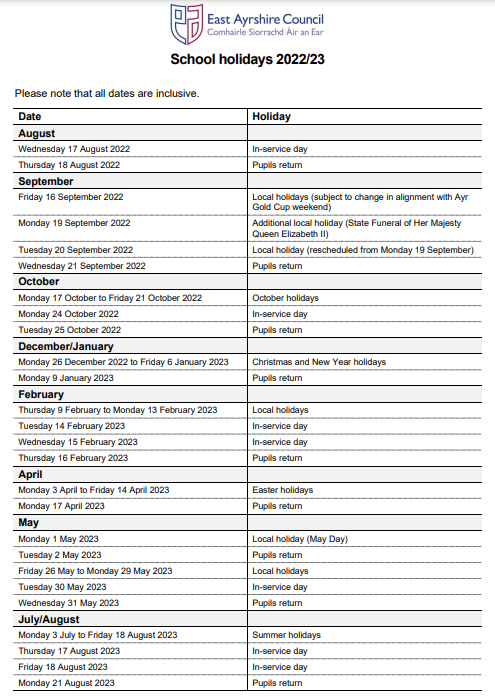 East Ayrshire Council
Comhairle Siorrachd Àir an Ear
School holidays 2022/23
Please note that all dates are inclusive.
Date Holiday
August
Wednesday 17 August 2022 In-service day
Thursday 18 August 2022 Pupils return
September
Friday 16 September 2022 Local holidays (subject to change in alignment with Ayr
Gold Cup weekend)
Monday 19 September 2022 Additional local holiday (State Funeral of Her Majesty
Queen Elizabeth II)
Tuesday 20 September 2022 Local holiday (rescheduled from Monday 19 September)
Wednesday 21 September 2022 Pupils return
October
Monday 17 October to Friday 21 October 2022 October holidays
Monday 24 October 2022 In-service day
Tuesday 25 October 2022 Pupils return
December/January
Monday 26 December 2022 to Friday 6 January 2023 Christmas and New Year holidays
Monday 9 January 2023 Pupils return
February
Thursday 9 February to Monday 13 February 2023 Local holidays
Tuesday 14 February 2023 In-service day
Wednesday 15 February 2023 In-service day
Thursday 16 February 2023 Pupils return
April
Monday 3 April to Friday 14 April 2023 Easter holidays
Monday 17 April 2023 Pupils return
May
Monday 1 May 2023 Local holiday (May Day)
Tuesday 2 May 2023 Pupils return
Friday 26 May to Monday 29 May 2023 Local holidays
Tuesday 30 May 2023 In-service day
Wednesday 31 May 2023 Pupils return
July/August
Monday 3 July to Friday 18 August 2023 Summer holidays
Thursday 17 August 2023 In-service day
Friday 18 August 2023 In-service day
Monday 21 August 2023 Pupils return